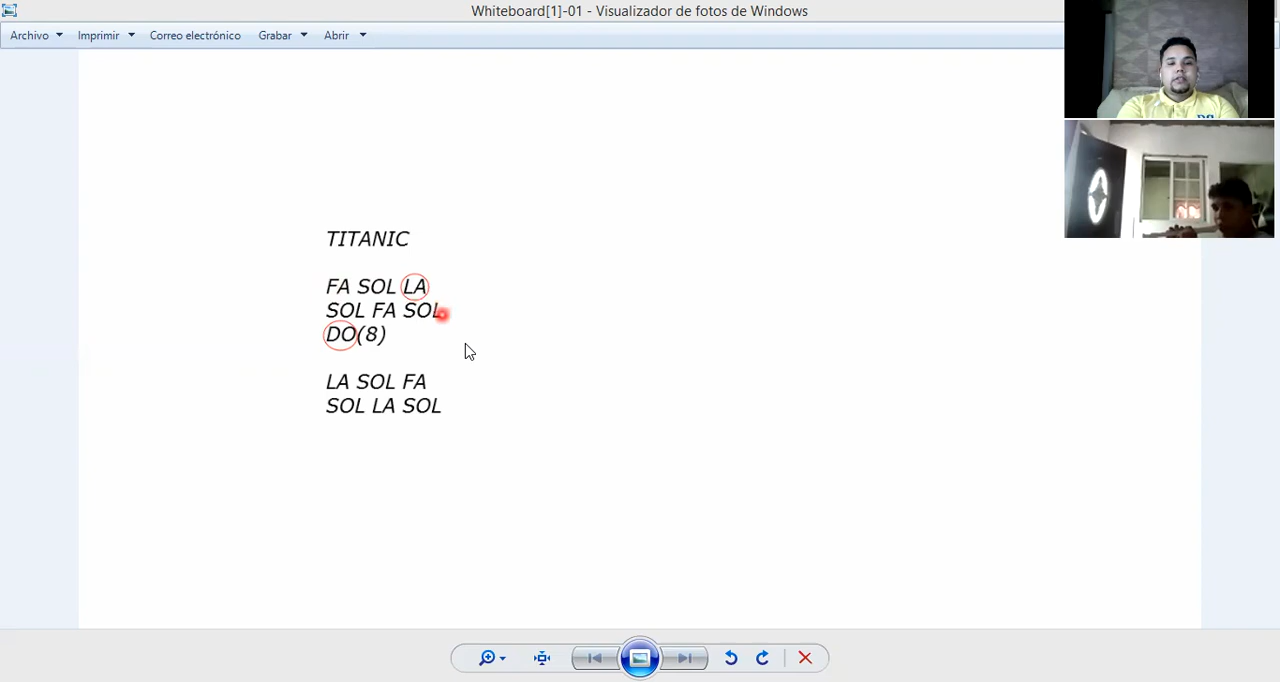 Whiteboard[1]-01 - Visualizador de fotos de Windows
Archivo Imprimir Correo electrónico Grabar Abrir
TITANIC
FA SOL LA
SOL FA SOL
DO(8)
LA SOL FA
SOL LA SOL